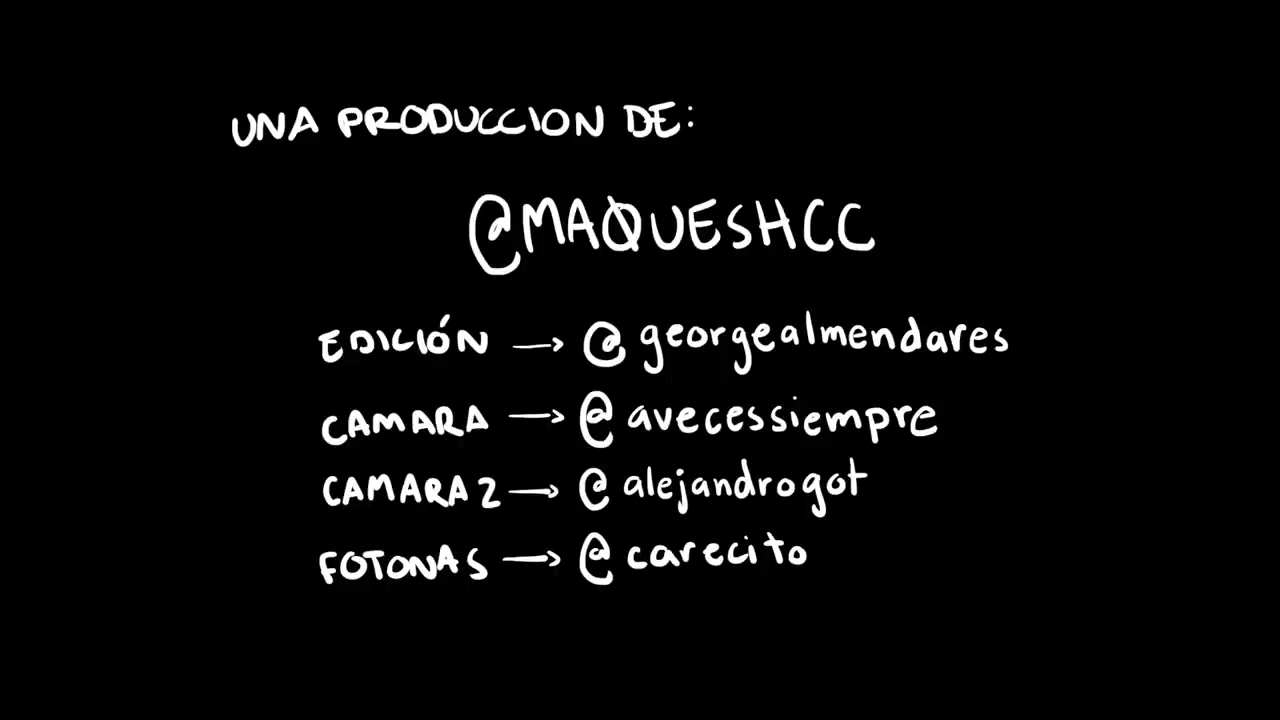 UNA PRODUCCION DE:
@MAQUESHCC
EDICIÓN → @georgealmendares
CAMARA → @avecessiempre
CAMARA 2 → @alejandrogot
FOTONAS → @carecito